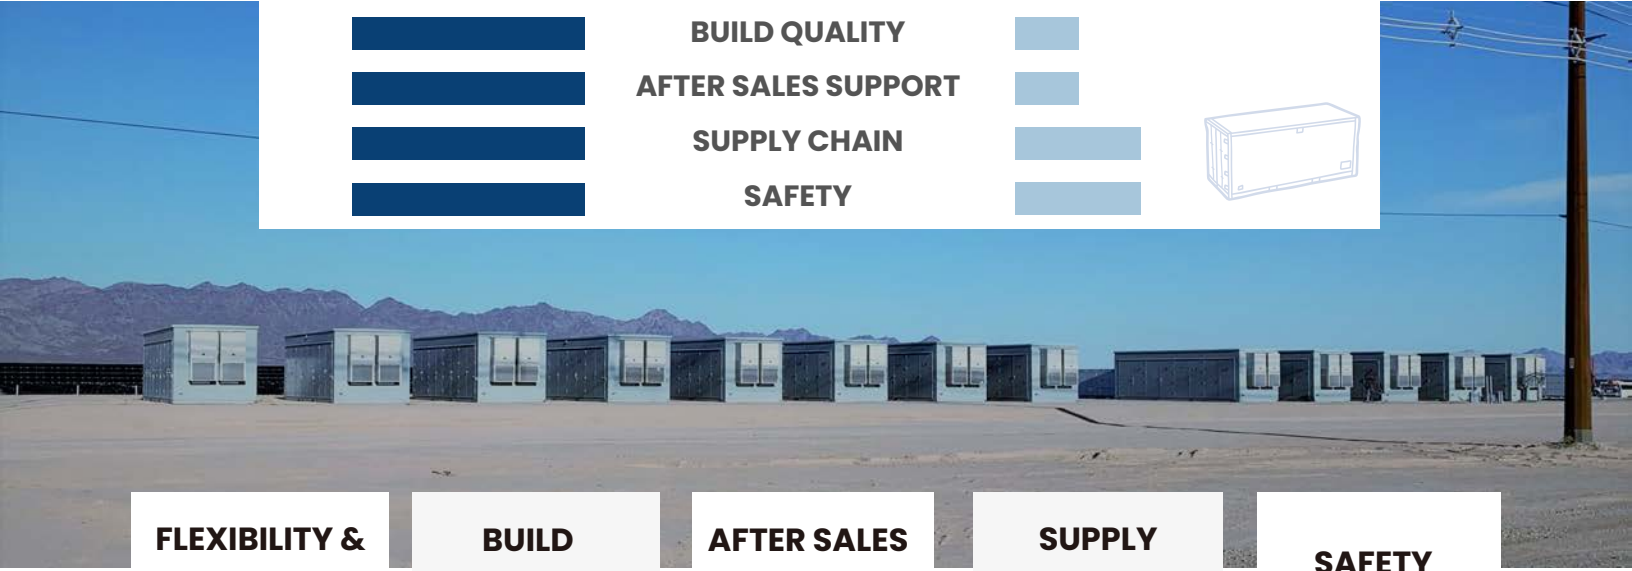 BUILD QUALITY
AFTER SALES SUPPORT
SUPPLY CHAIN
SAFETY
FLEXIBILITY &
BUILD
AFTER SALES
SUPPLY
SAFETY